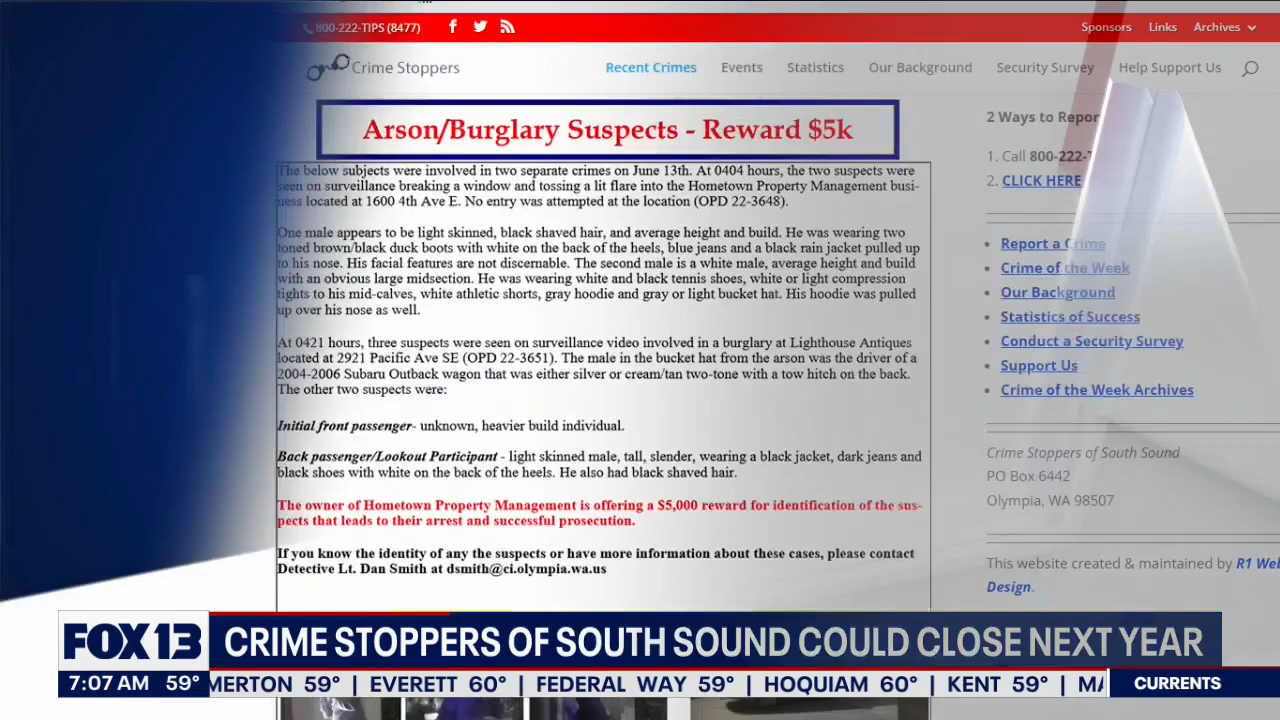 800-222-TIPS (8477)
Sponsors Links Archives
Crime Stoppers
Recent Crimes Events Statistics Our Background Security Survey Help Support Us
Arson/Burglary Suspects - Reward $5k
The below subjects were involved in two separate crimes on June 13th. At 0404 hours, the two suspects were
seen on surveillance breaking a window and tossing a lit flare into the Hometown Property Management busi-
ness located at 1600 4th Ave E. No entry was attempted at the location (OPD 22-3648).
One male appears to be light skinned, black shaved hair, and average height and build. He was wearing two
toned brown/black duck boots with white on the back of the heels, blue jeans and a black rain jacket pulled up
to his nose. His facial features are not discernable. The second male is a white male, average height and build
with an obvious large midsection. He was wearing white and black tennis shoes, white or light compression
tights to his mid-calves, white athletic shorts, gray hoodie and gray or light bucket hat. His hoodie was pulled
up over his nose as well.
At 0421 hours, three suspects were seen on surveillance video involved in a burglary at Lighthouse Antiques
located at 2921 Pacific Ave SE (OPD 22-3651). The male in the bucket hat from the arson was the driver of a
2004-2006 Subaru Outback wagon that was either silver or cream/tan two-tone with a tow hitch on the back.
The other two suspects were:
Initial front passenger- unknown, heavier build individual.
Back passenger/Lookout Participant - light skinned male, tall, slender, wearing a black jacket, dark jeans and
black shoes with white on the back of the heels. He also had black shaved hair.
The owner of Hometown Property Management is offering a $5,000 reward for identification of the sus-
pects that leads to their arrest and successful prosecution.
If you know the identity of any the suspects or have more information about these cases, please contact
Detective Lt. Dan Smith at dsmith@ci.olympia.wa.us
2 Ways to Repor
1. Call 800-222-T
2. CLICK HERE
Report a Crime
Crime of the Week
Our Background
Statistics of Success
Conduct a Security Survey
Support Us
Crime of the Week Archives
Crime Stoppers of South Sound
PO Box 6442
Olympia, WA 98507
This website created & maintained by R1 Web
Design.
FOX 13 CRIME STOPPERS OF SOUTH SOUND COULD CLOSE NEXT YEAR
7:07 AM 59° MERTON 59° | EVERETT 60° | FEDERAL WAY 59° | HOQUIAM 60° | KENT 59° | MA CURRENTS